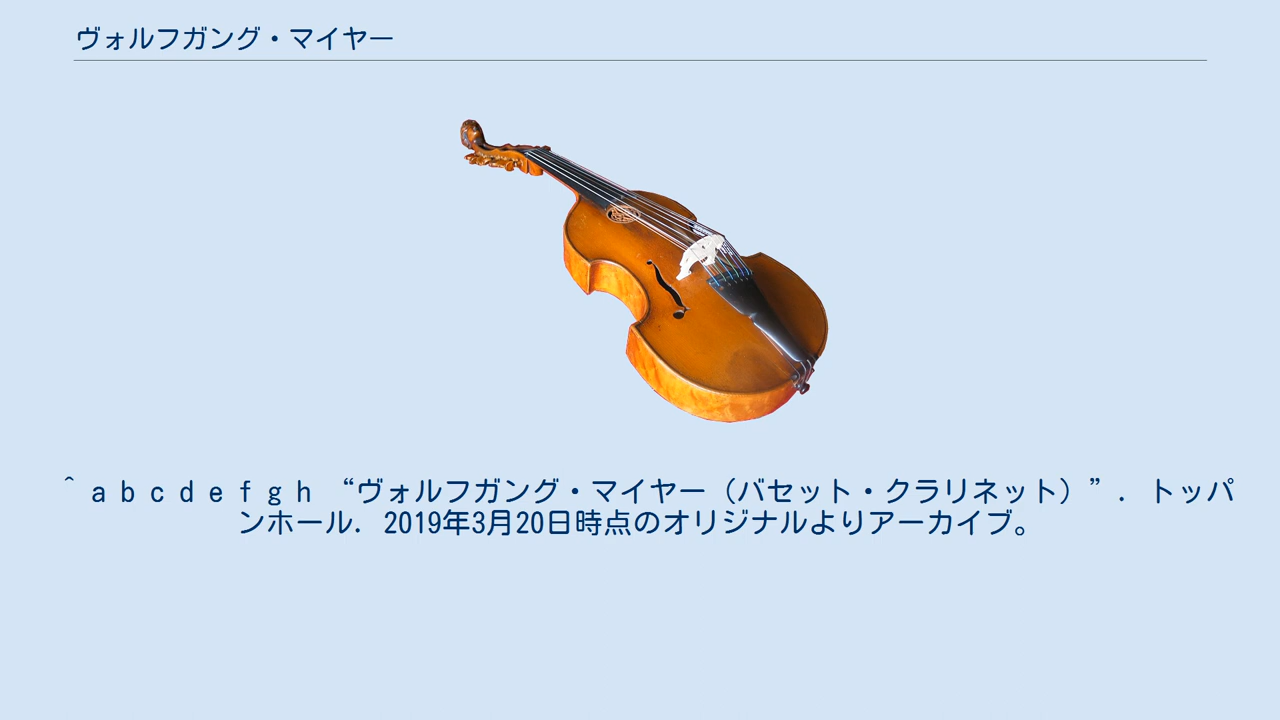 ヴォルフガング・マイヤー
^ a b c d e f g h “ヴォルフガング・マイヤー（バセット・クラリネット）”. トッパ
ンホール. 2019年3月20日時点のオリジナルよりアーカイブ。